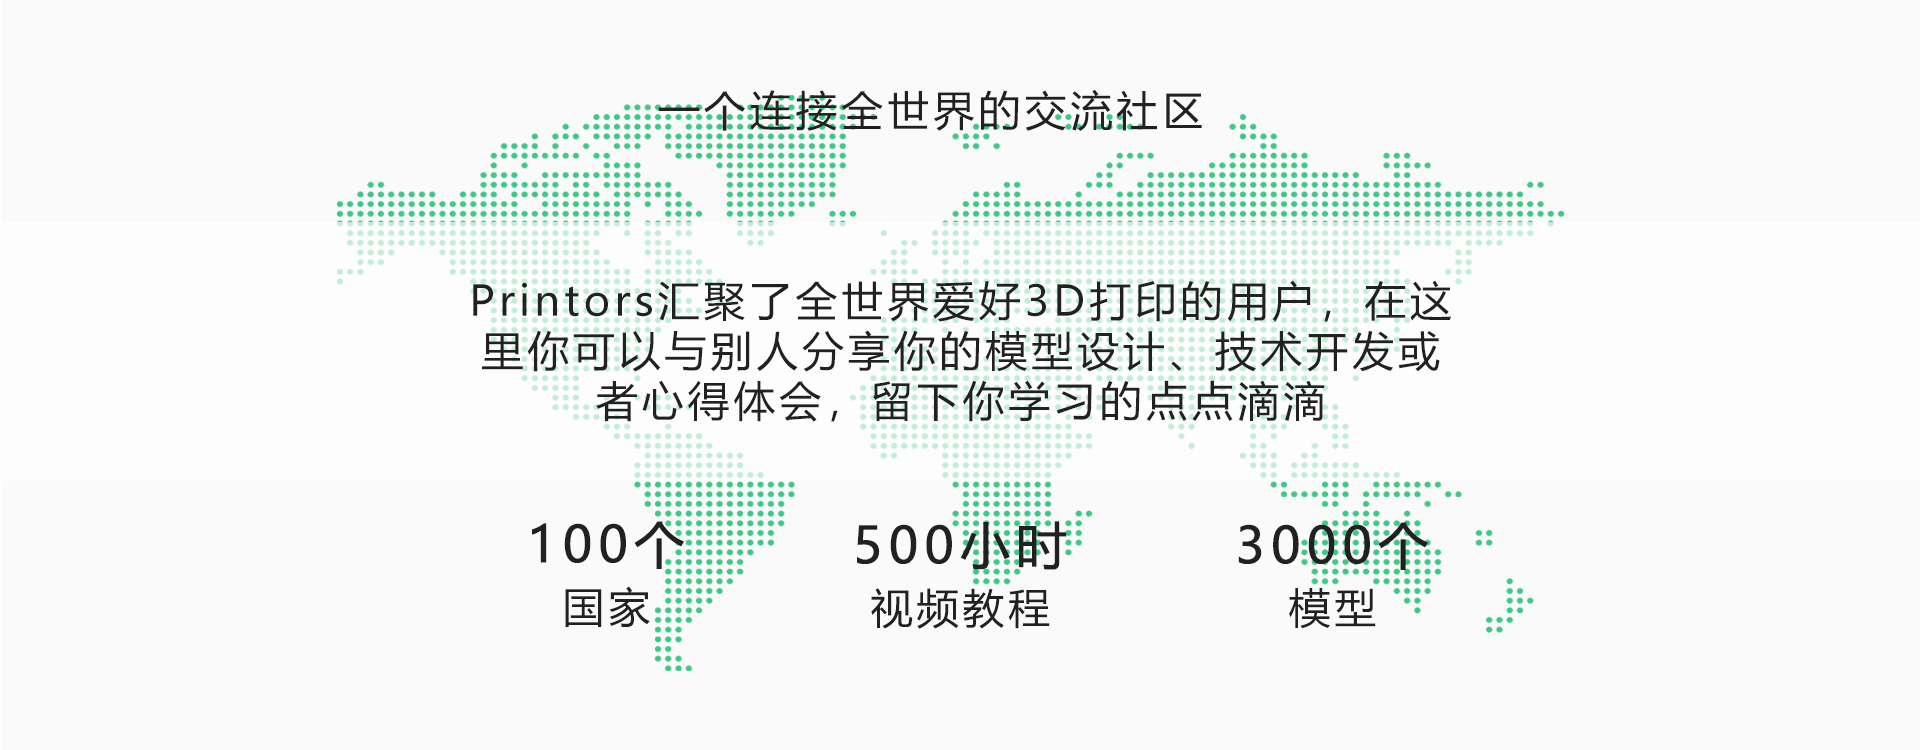 一个连接全世界的交流社区
Printors汇聚了全世界爱好3D打印的用户，在这
里你可以与别人分享你的模型设计、技术开发或
者心得体会，留下你学习的点点滴滴
100个 500小时 3000个
国家 视频教程 模型